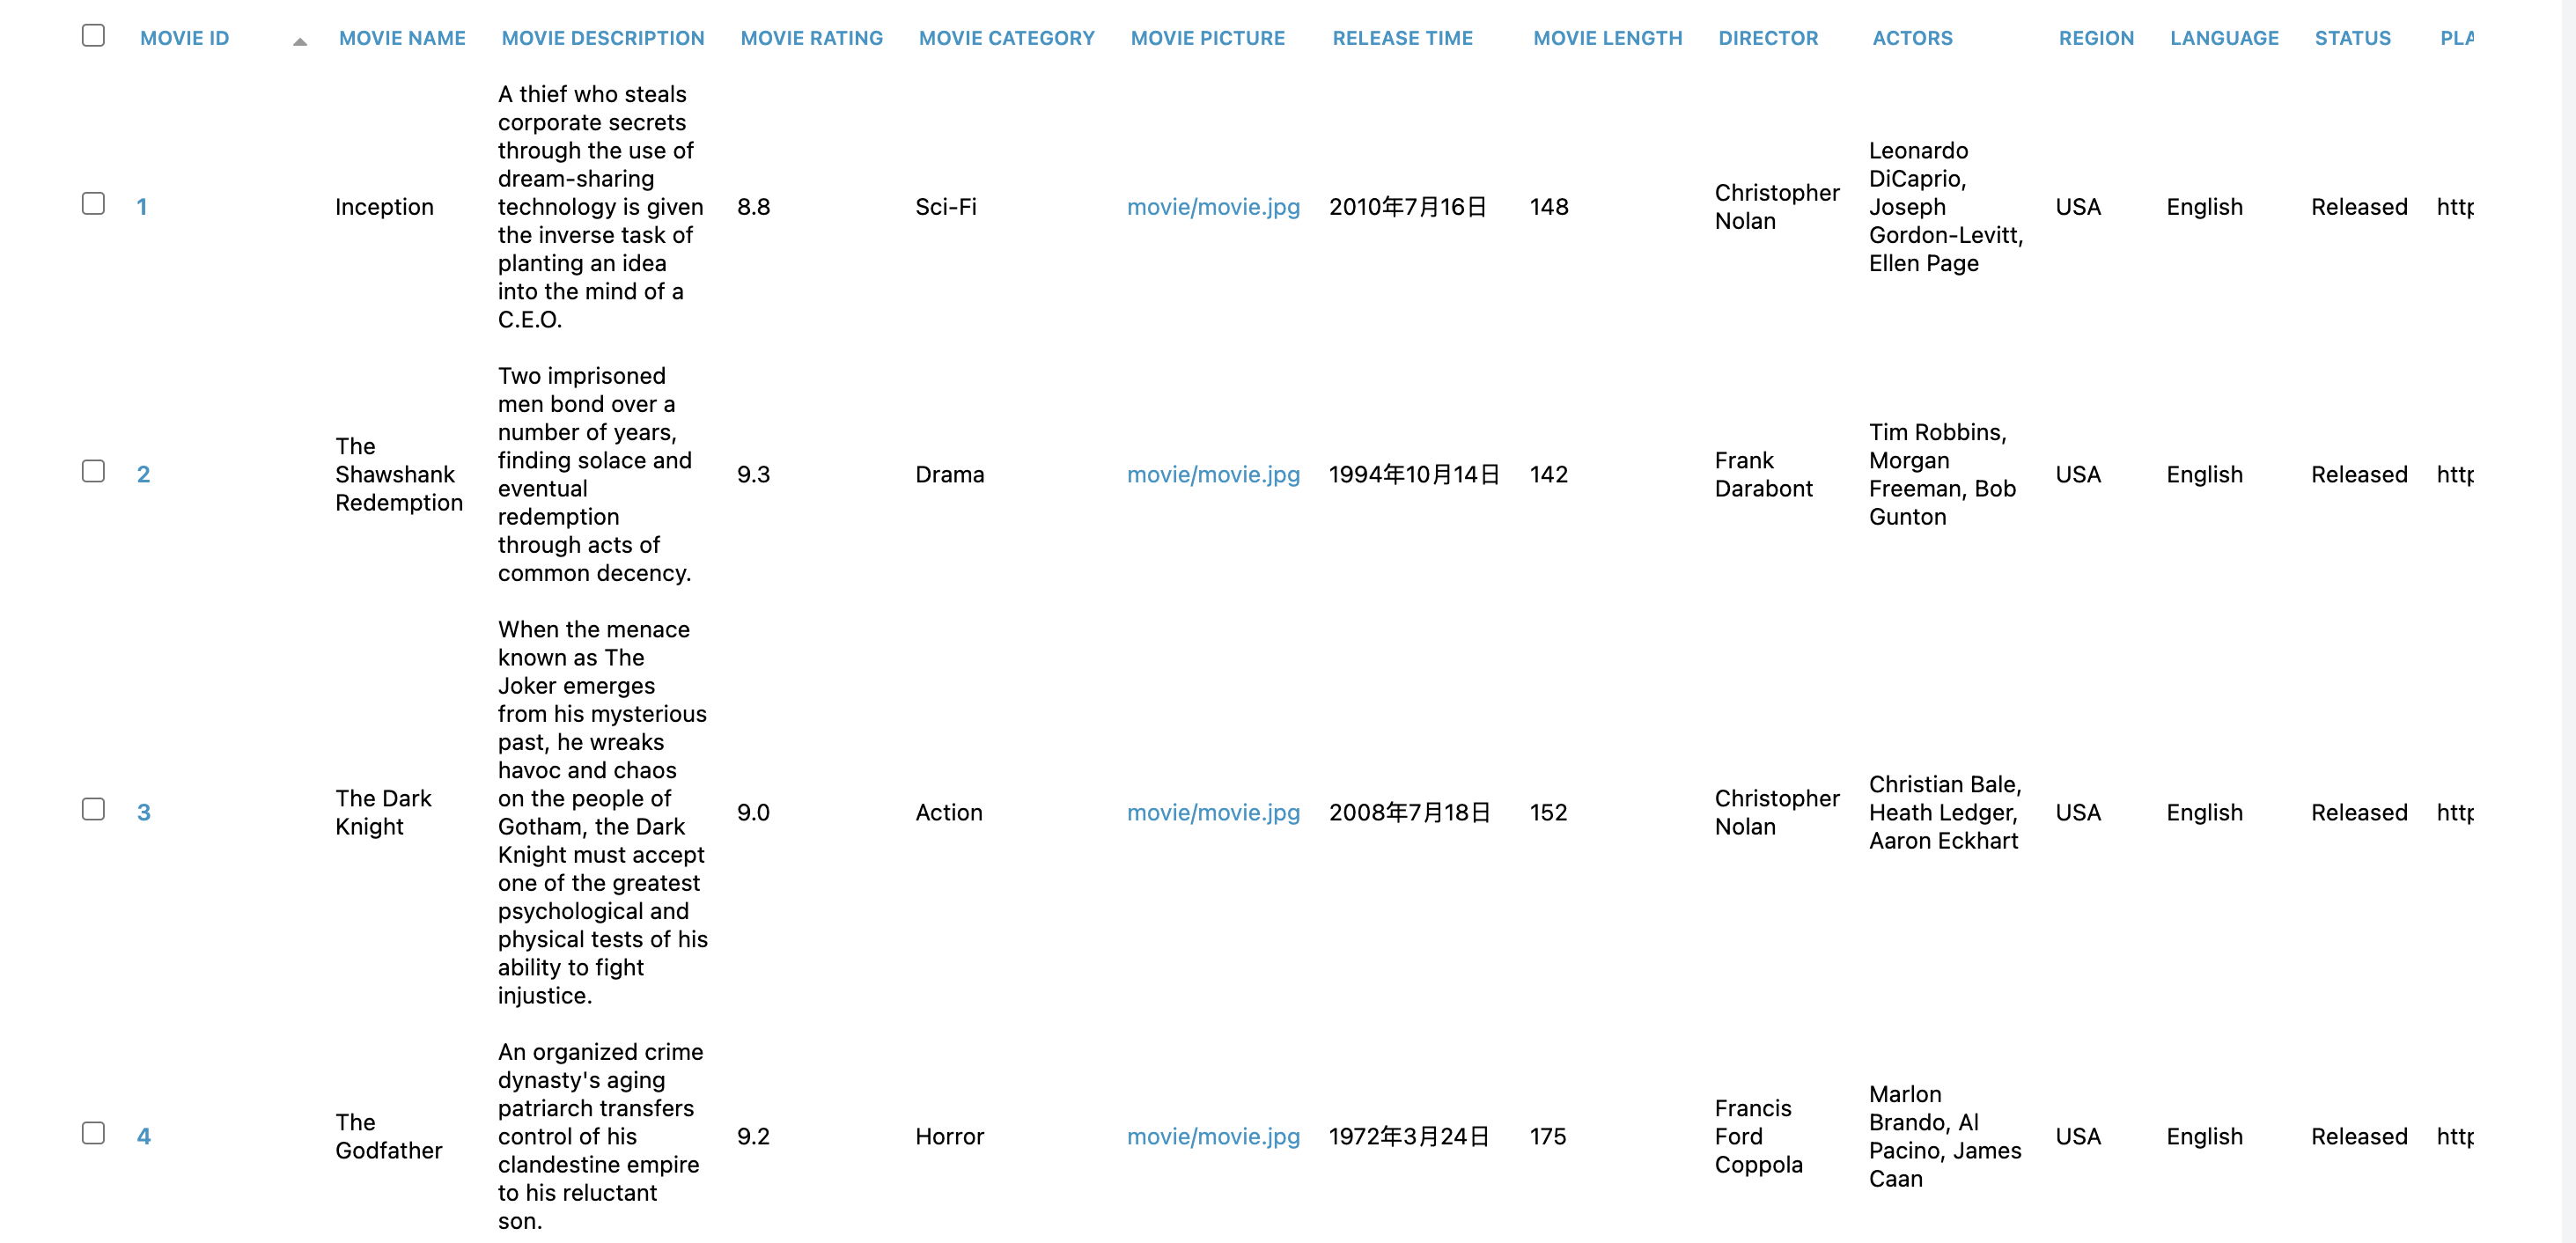 MOVIE ID MOVIE NAME MOVIE DESCRIPTION MOVIE RATING MOVIE CATEGORY MOVIE PICTURE RELEASE TIME MOVIE LENGTH DIRECTOR ACTORS REGION LANGUAGE STATUS PLA
1
Inception
A thief who steals
corporate secrets
through the use of
dream-sharing
technology is given
the inverse task of
planting an idea
into the mind of a
C.E.O.
8.8
Sci-Fi
movie/movie.jpg
2010年7月16日
148
Christopher
Nolan
Leonardo
DiCaprio,
Joseph
Gordon-Levitt,
Ellen Page
USA
English
Released
http
2
The
Shawshank
Redemption
Two imprisoned
men bond over a
number of years,
finding solace and
eventual
redemption
through acts of
common decency.
9.3
Drama
movie/movie.jpg
1994年10月14日
142
Frank
Darabont
Tim Robbins,
Morgan
Freeman, Bob
Gunton
USA
English
Released
http
3
The Dark
Knight
When the menace
known as The
Joker emerges
from his mysterious
past, he wreaks
havoc and chaos
on the people of
Gotham, the Dark
Knight must accept
one of the greatest
psychological and
physical tests of his
ability to fight
injustice.
9.0
Action
movie/movie.jpg
2008年7月18日
152
Christopher
Nolan
Christian Bale,
Heath Ledger,
Aaron Eckhart
USA
English
Released
http
4
The
Godfather
An organized crime
dynasty's aging
patriarch transfers
control of his
clandestine empire
to his reluctant
son.
9.2
Horror
movie/movie.jpg
1972年3月24日
175
Francis
Ford
Coppola
Marlon
Brando, Al
Pacino, James
Caan
USA
English
Released
http